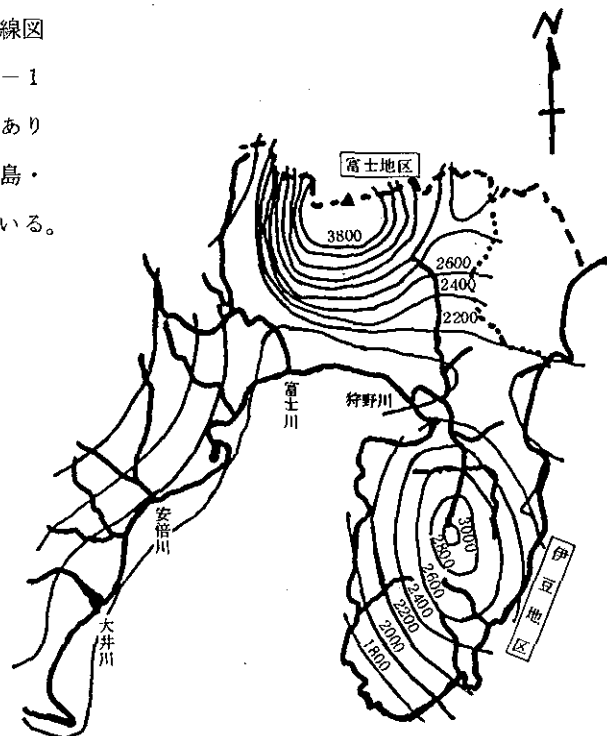 線図
－1
あり
島・
いる。
N
富士地区
3800
2600
2400
2200
富士川
狩野川
安倍川
大井川
3000
2800
2600
2400
2200
2000
1800
伊豆地区